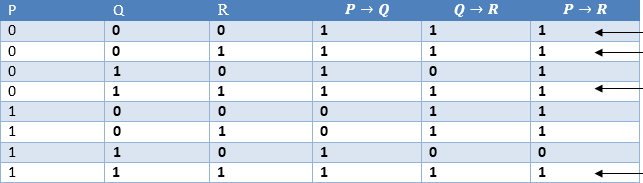 P Q R P → Q Q → R P → R
0 0 0 1 1 1
0 0 1 1 1 1
0 1 0 1 0 1
0 1 1 1 1 1
1 0 0 0 1 1
1 0 1 0 1 1
1 1 0 1 0 0
1 1 1 1 1 1